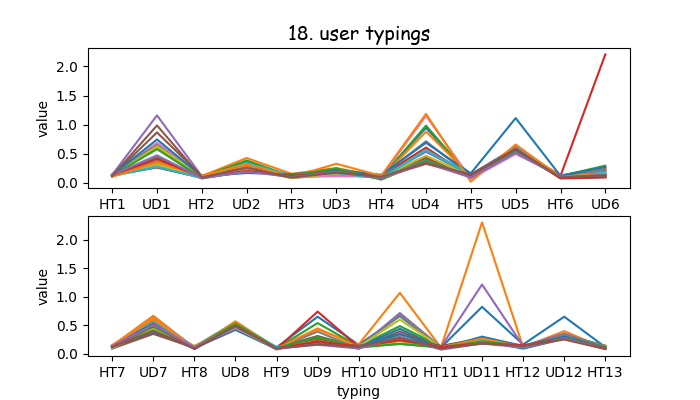 18. user typings
value
2.0
1.5
1.0
0.5
0.0
HT1 UD1 HT2 UD2 HT3 UD3 HT4 UD4 HT5 UD5 HT6 UD6
value
2.0
1.5
1.0
0.5
0.0
HT7 UD7 HT8 UD8 HT9 UD9 HT10 UD10 HT11 UD11 HT12 UD12 HT13
typing